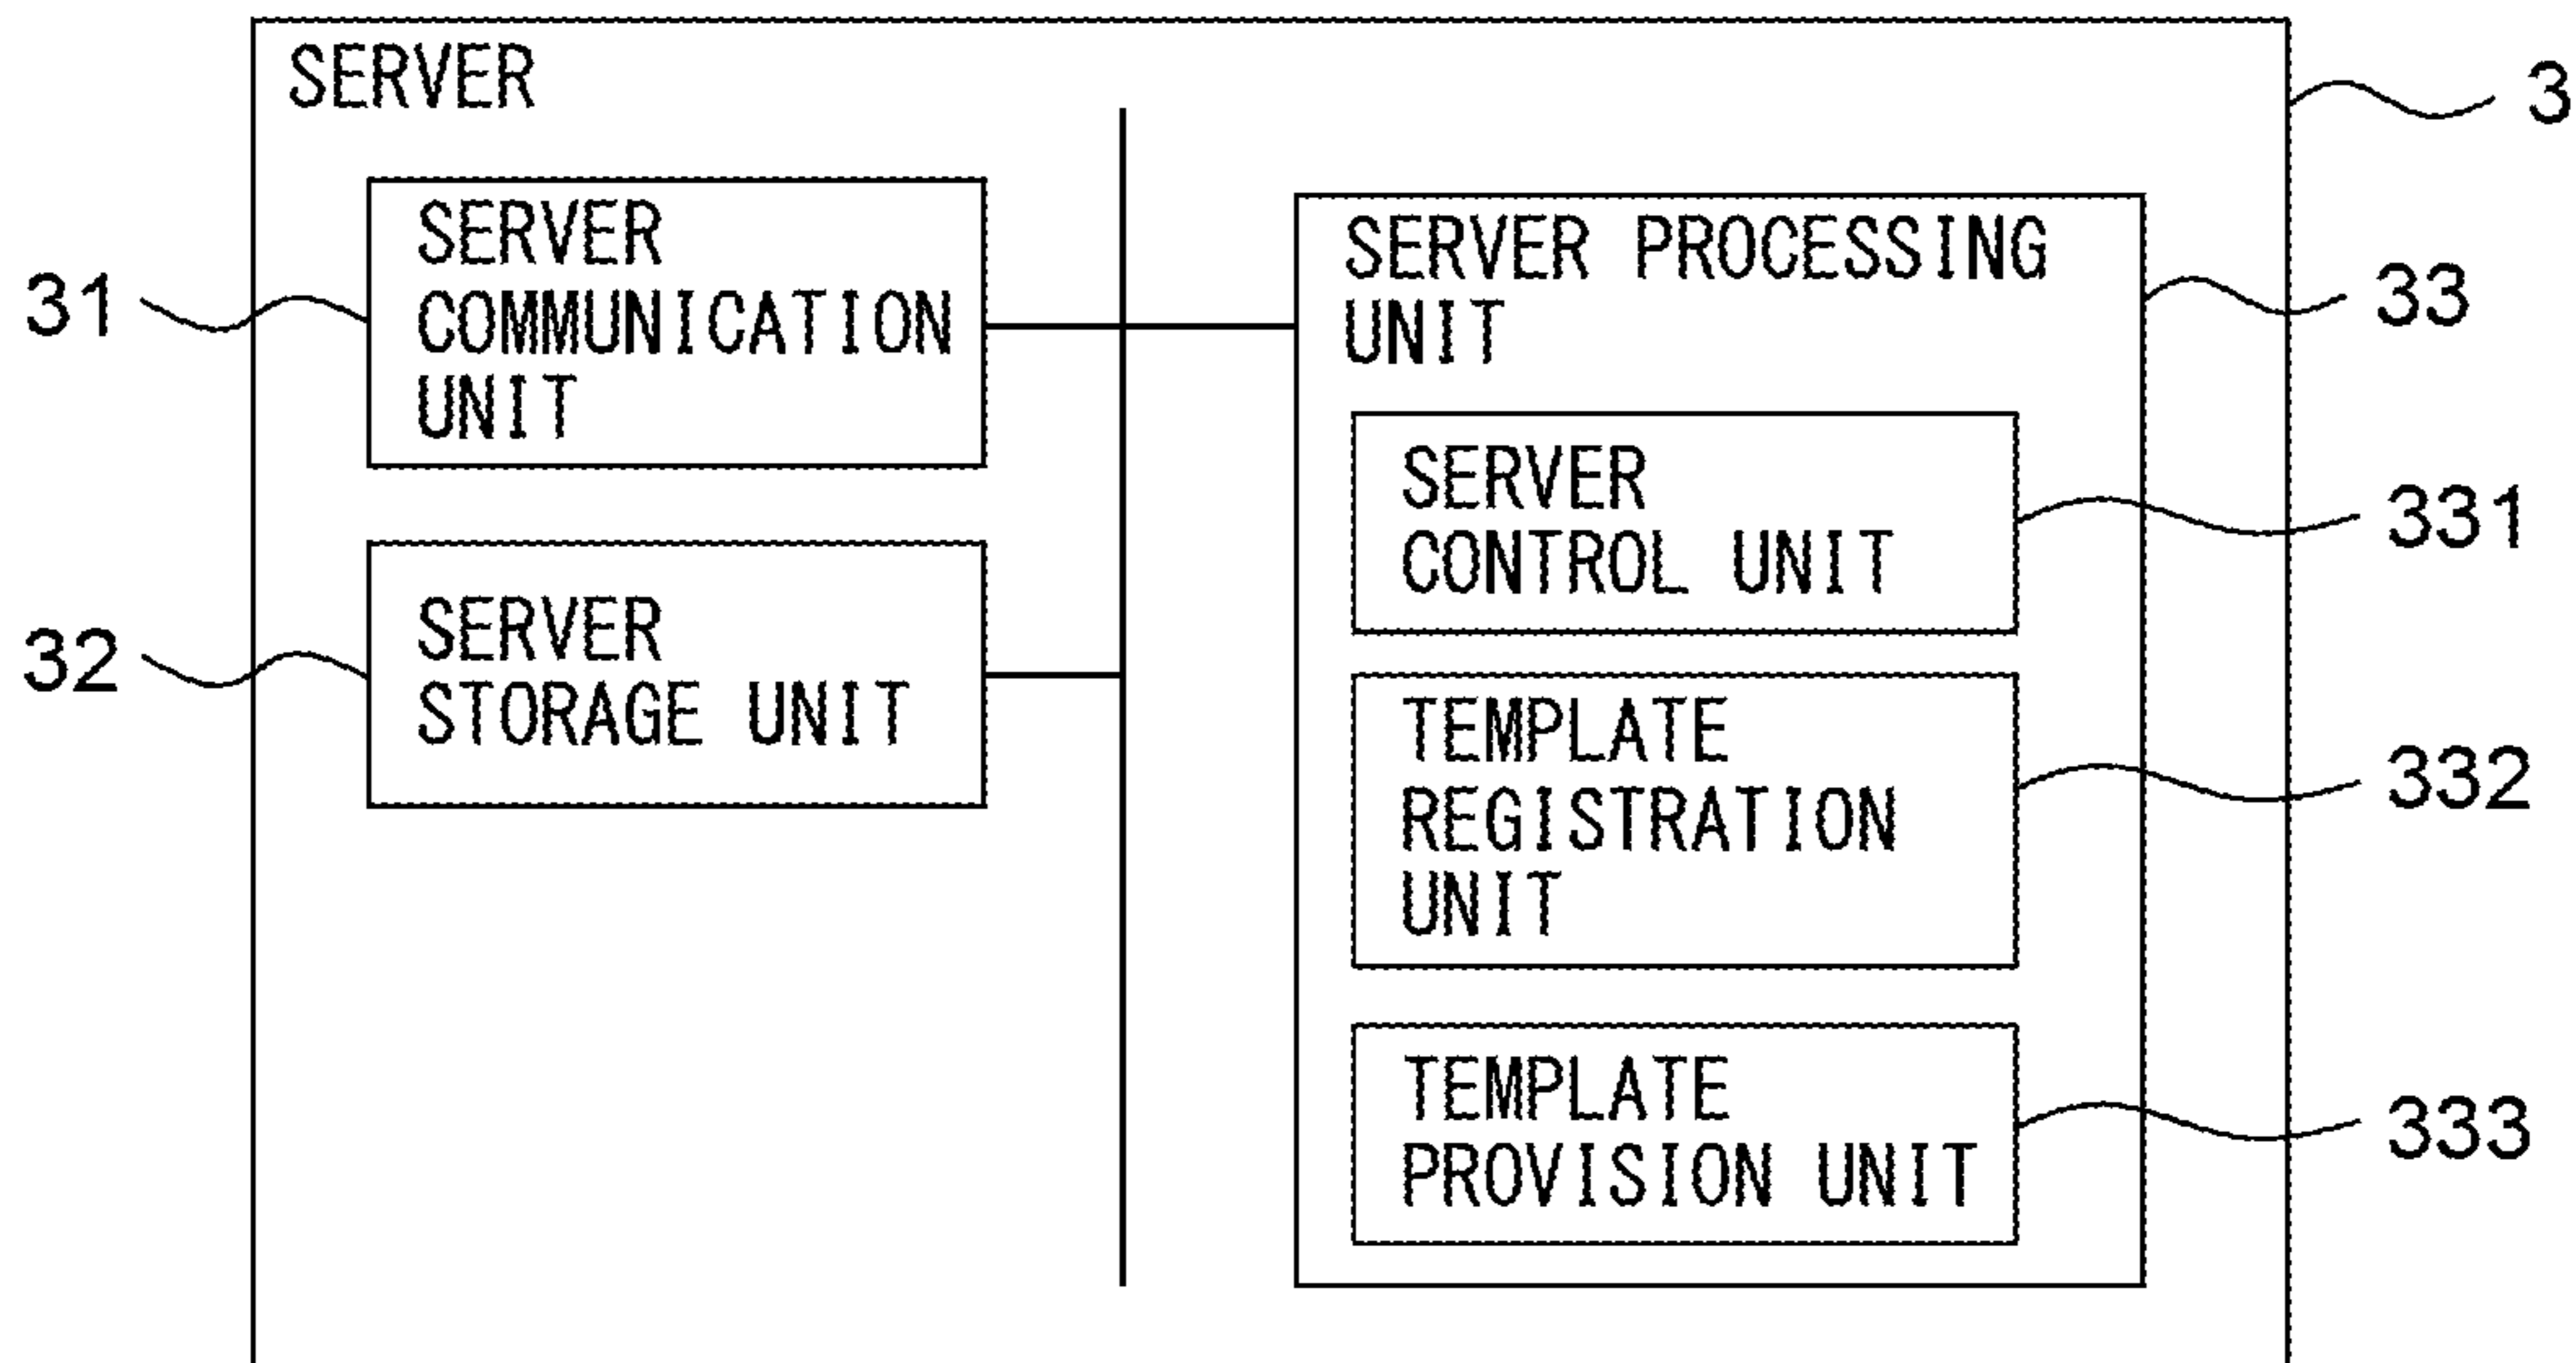 SERVER
3
SERVER
COMMUNICATION
UNIT
31
SERVER
STORAGE UNIT
32
SERVER PROCESSING
UNIT
33
SERVER
CONTROL UNIT
331
TEMPLATE
REGISTRATION
UNIT
332
TEMPLATE
PROVISION UNIT
333